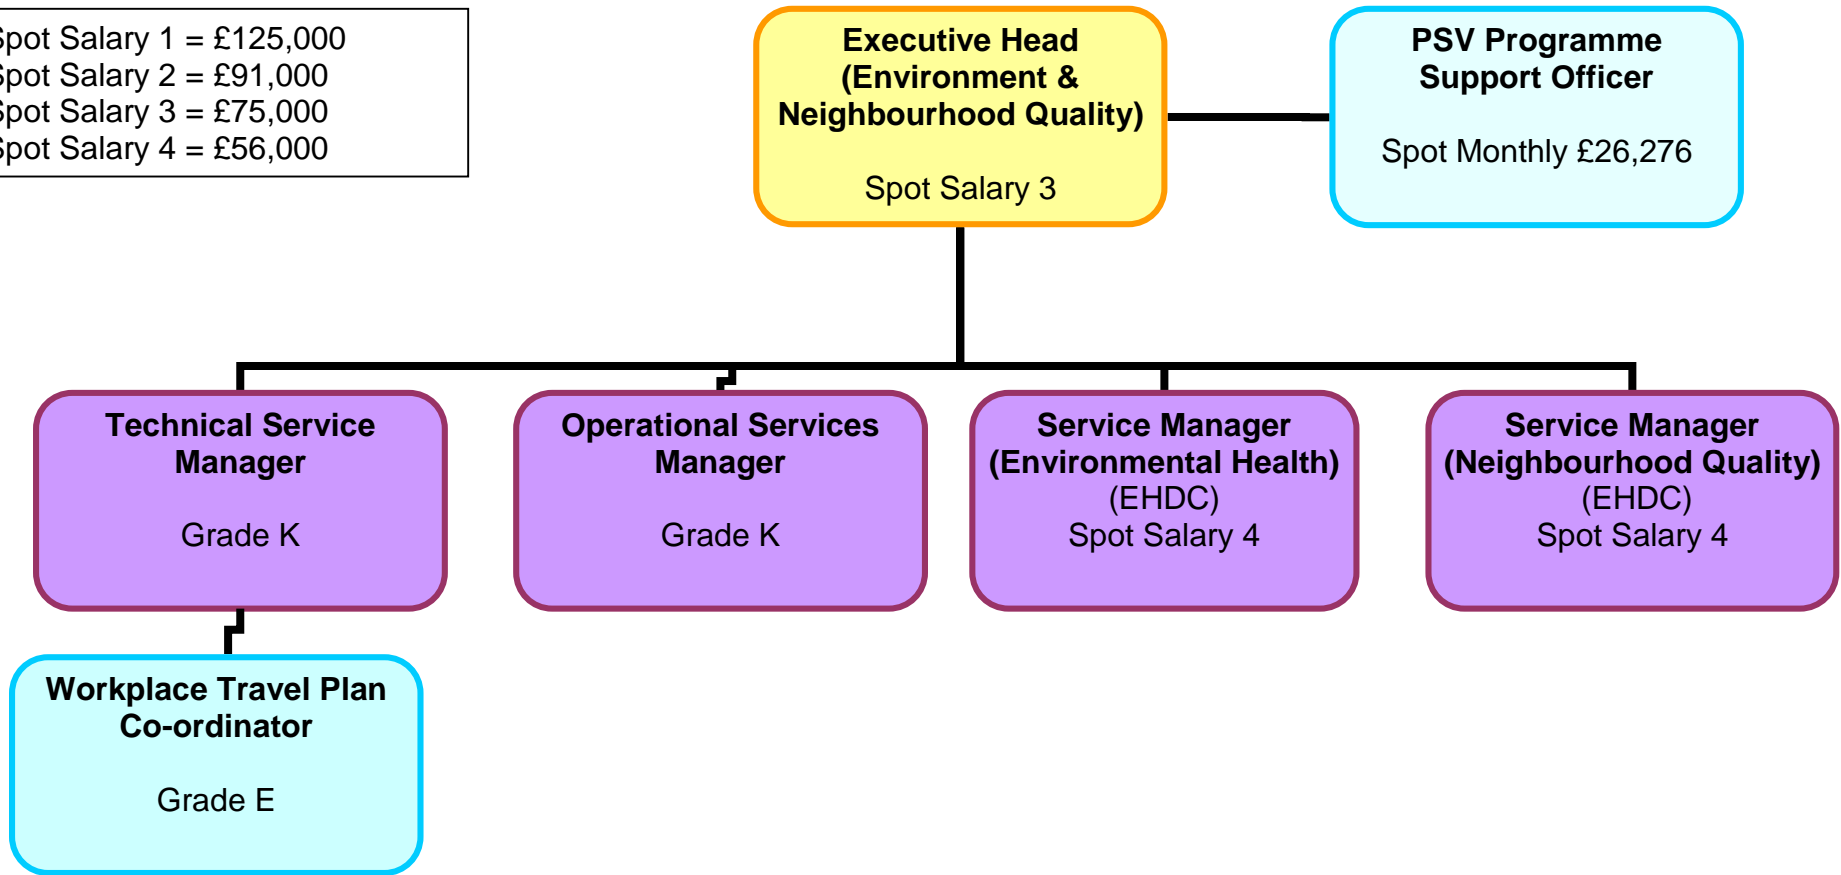 Spot Salary 1 = £125,000
Spot Salary 2 = £91,000
Spot Salary 3 = £75,000
Spot Salary 4 = £56,000
Executive Head
(Environment &
Neighbourhood Quality)
Spot Salary 3
PSV Programme
Support Officer
Spot Monthly £26,276
Technical Service
Manager
Grade K
Operational Services
Manager
Grade K
Service Manager
(Environmental Health)
(EHDC)
Spot Salary 4
Service Manager
(Neighbourhood Quality)
(EHDC)
Spot Salary 4
Workplace Travel Plan
Co-ordinator
Grade E